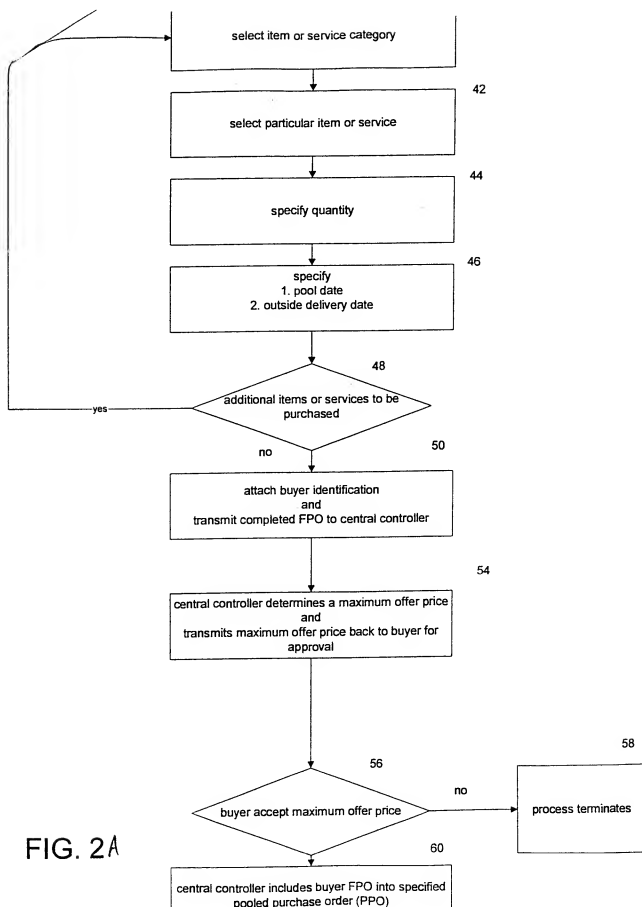 select item or service category
42
select particular item or service
44
specify quantity
46
specify
1. pool date
2. outside delivery date
48
additional items or services to be
purchased
yes
no
50
attach buyer identification
and
transmit completed FPO to central controller
54
central controller determines a maximum offer price
and
transmits maximum offer price back to buyer for
approval
56
buyer accept maximum offer price
no
58
process terminates
60
central controller includes buyer FPO into specified
pooled purchase order (PPO)
FIG. 2A